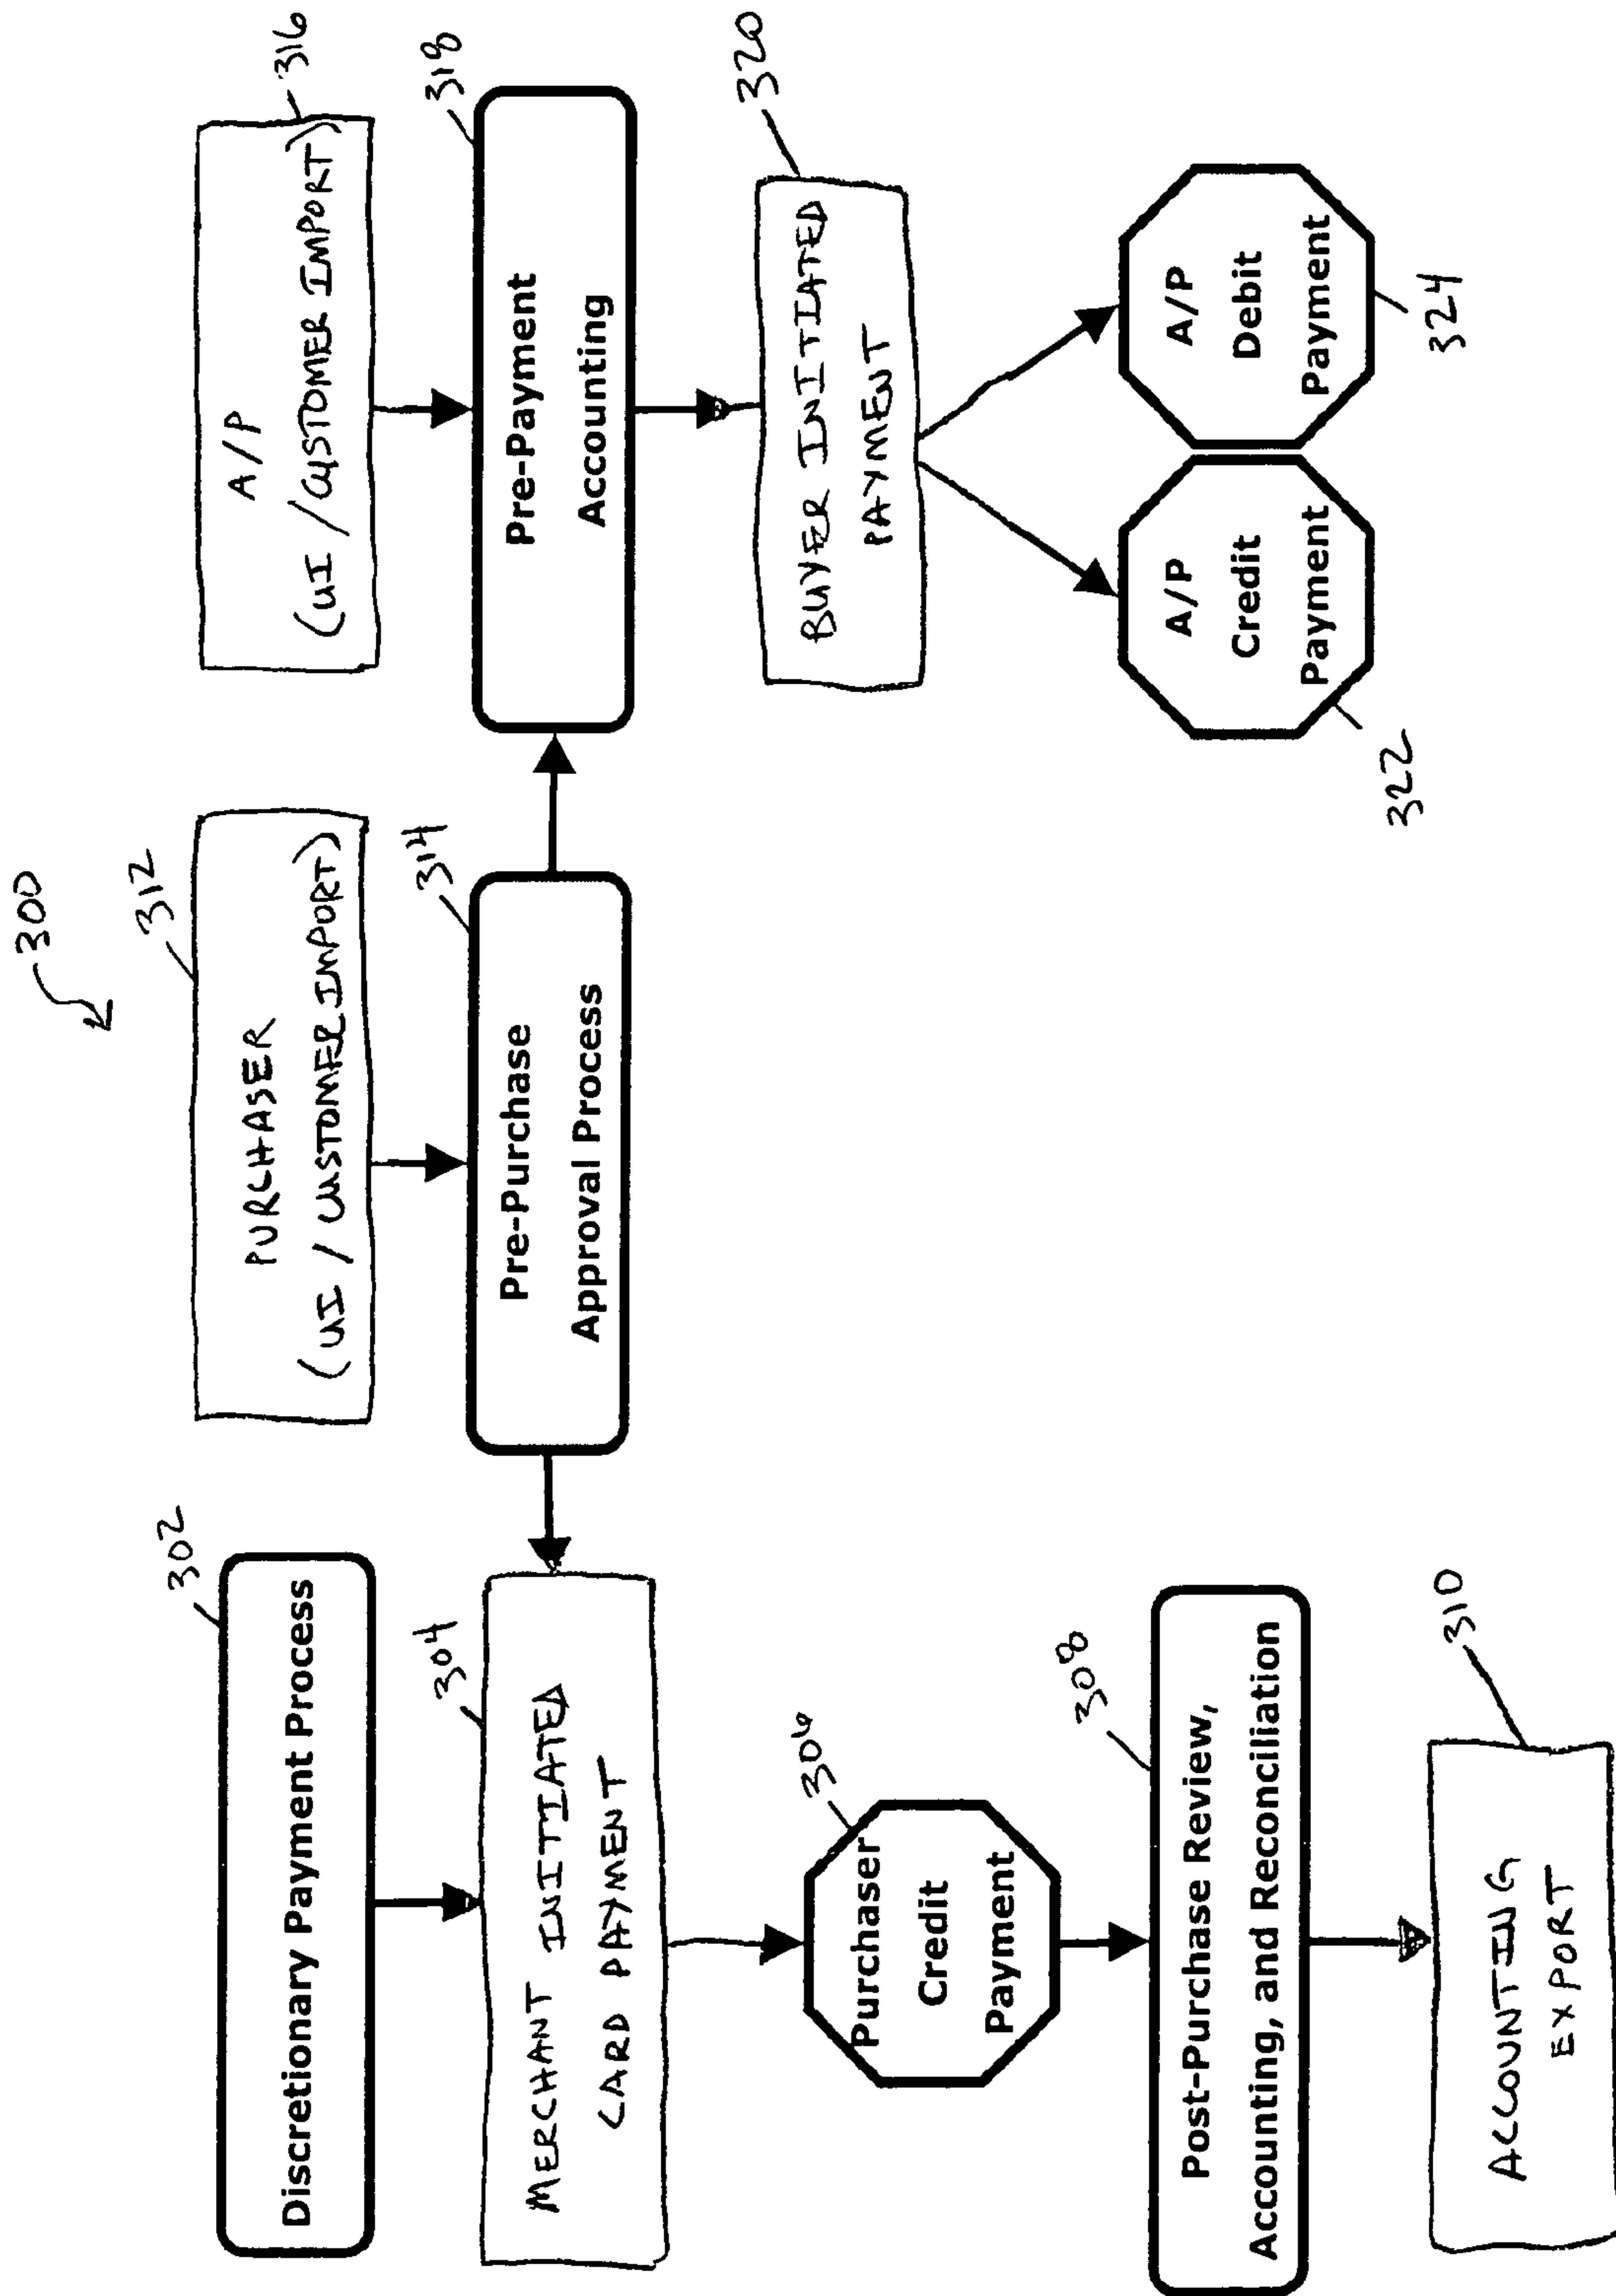 300
302
Discretionary Payment Process
304
MERCHANT INITIATED
CARD PAYMENT
306
Purchaser
Credit
Payment
308
Post-Purchase Review,
Accounting, and Reconciliation
310
ACCOUNTING
EXPORT
312
PURCHASER
(UI / CUSTOMER IMPORT)
314
Pre-Purchase
Approval Process
316
A/P
(UI / CUSTOMER IMPORT)
318
Pre-Payment
Accounting
320
BUYER INITIATED
PAYMENT
A/P
Credit
Payment
322
A/P
Debit
Payment
324